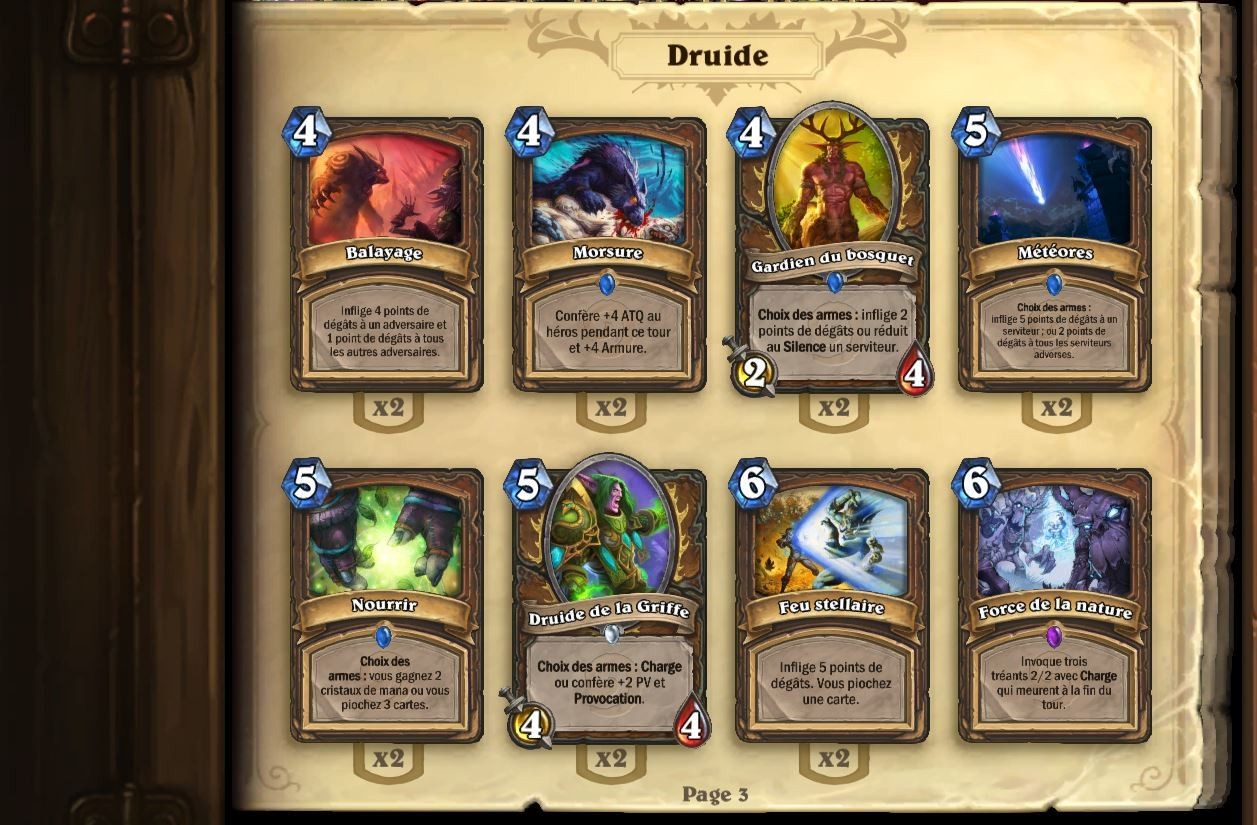 Druide
4
Balayage
Inflige 4 points de
dégâts à un adversaire et
1 point de dégâts à tous
les autres adversaires.
x2
4
Morsure
Confère +4 ATQ au
héros pendant ce tour
et +4 Armure.
x2
4
Gardien du bosquet
Choix des armes : inflige 2
points de dégâts ou réduit
au Silence un serviteur.
2
4
x2
5
Météores
Choix des armes :
inflige 5 points de dégâts à un
serviteur ; ou 2 points de
dégâts à tous les serviteurs
adverses.
x2
5
Nourrir
Choix des
armes : vous gagnez 2
cristaux de mana ou vous
piochez 3 cartes.
x2
5
Druide de la Griffe
Choix des armes : Charge
ou confère +2 PV et
Provocation.
4
4
x2
6
Feu stellaire
Inflige 5 points de
dégâts. Vous piochez
une carte.
x2
6
Force de la nature
Invoque trois
tréants 2/2 avec Charge
qui meurent à la fin du
tour.
Page 3